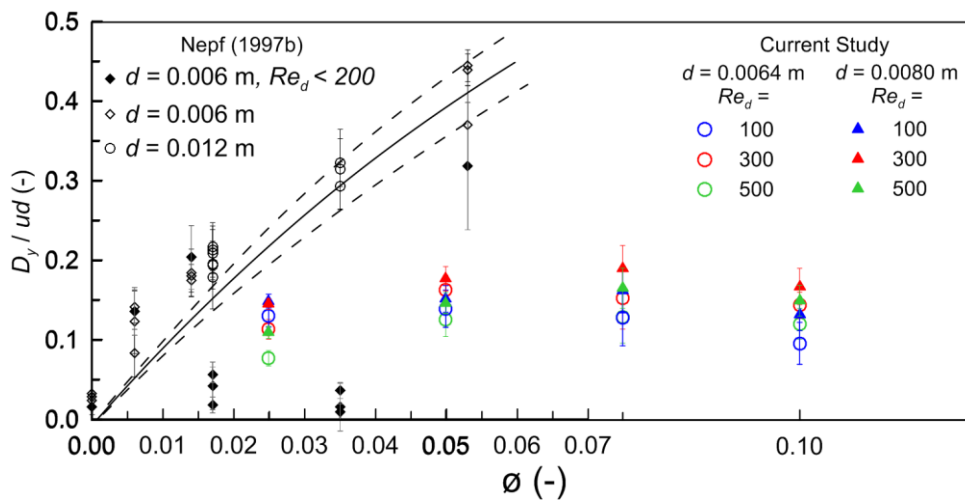 0.5
0.4
0.3
0.2
0.1
0.0
D_y / ud (-)
Nepf (1997b)
d = 0.006 m, Re_d < 200
d = 0.006 m
d = 0.012 m
Current Study
d = 0.0064 m d = 0.0080 m
Re_d = Re_d =
100 100
300 300
500 500
0.00 0.01 0.02 0.03 0.04 0.05 0.06 0.07 0.10
ø (-)